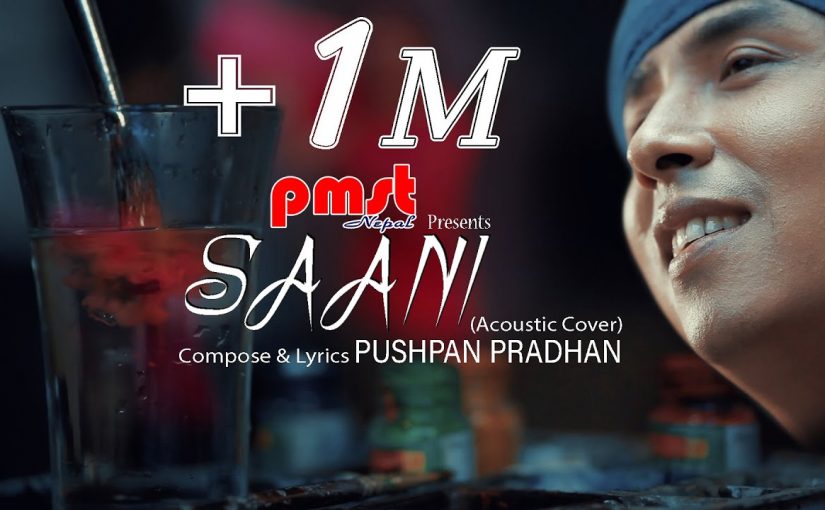 +1M
pmst
Nepal Presents
SAANI
(Acoustic Cover)
Compose & Lyrics PUSHPAN PRADHAN